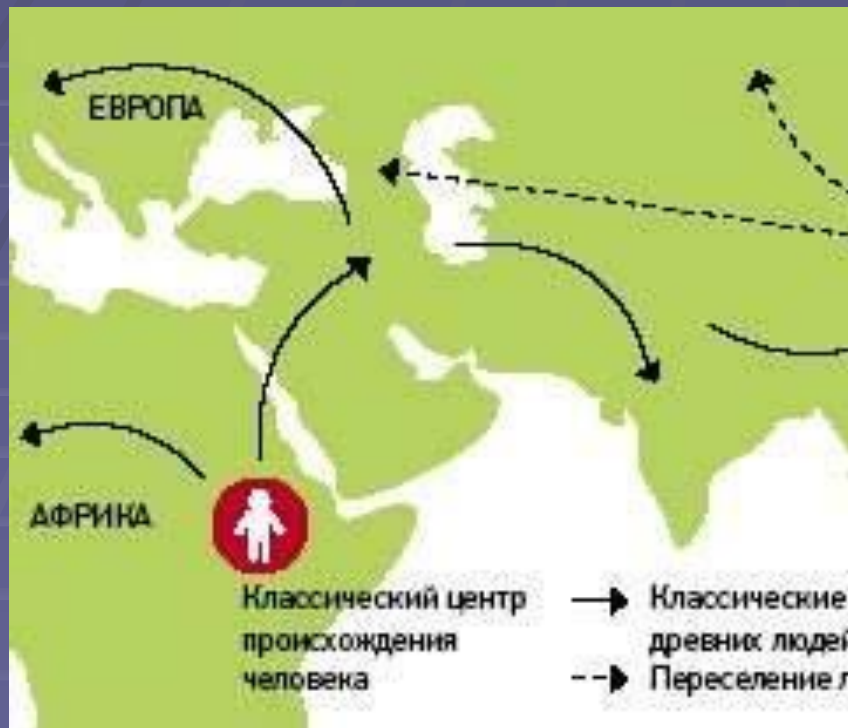 ЕВРОПА
АФРИКА
Классический центр
происхождения
человека
Классические
древних людей
Переселение л